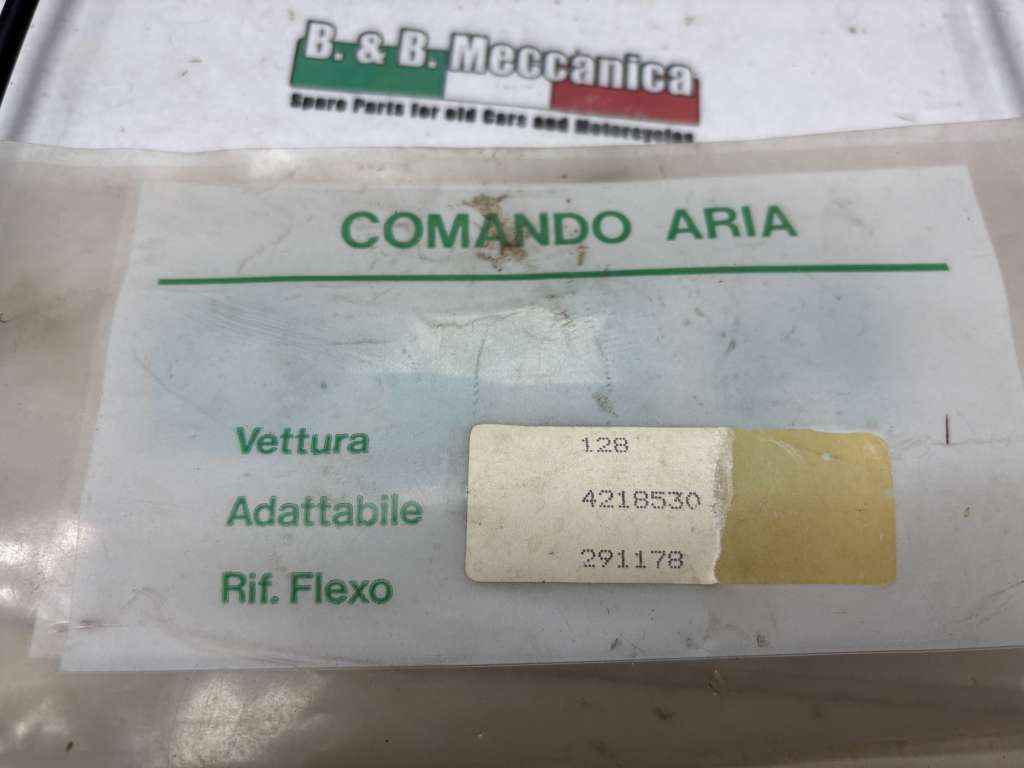 B. & B. Meccanica
Spare Parts for old Cars and Motorcycles
COMANDO ARIA
Vettura 128
Adattabile 4218530
Rif. Flexo 291178